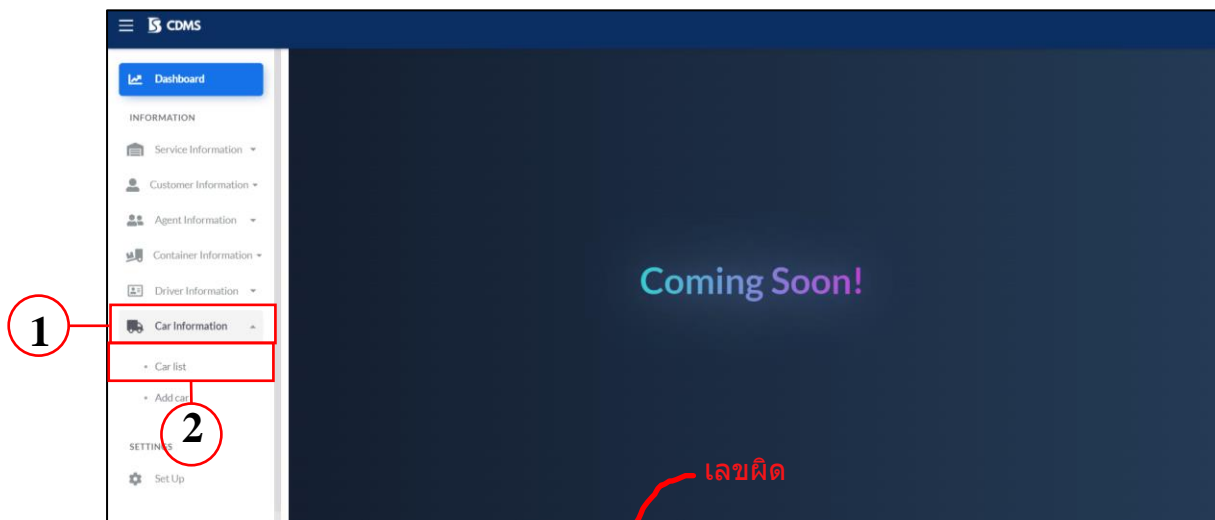 CDMS
Dashboard
INFORMATION
Service Information
Customer Information
Agent Information
Container Information
Driver Information
1
Car Information
Car list
Add car
2
SETTINGS
Set Up
Coming Soon!
เลขผิด